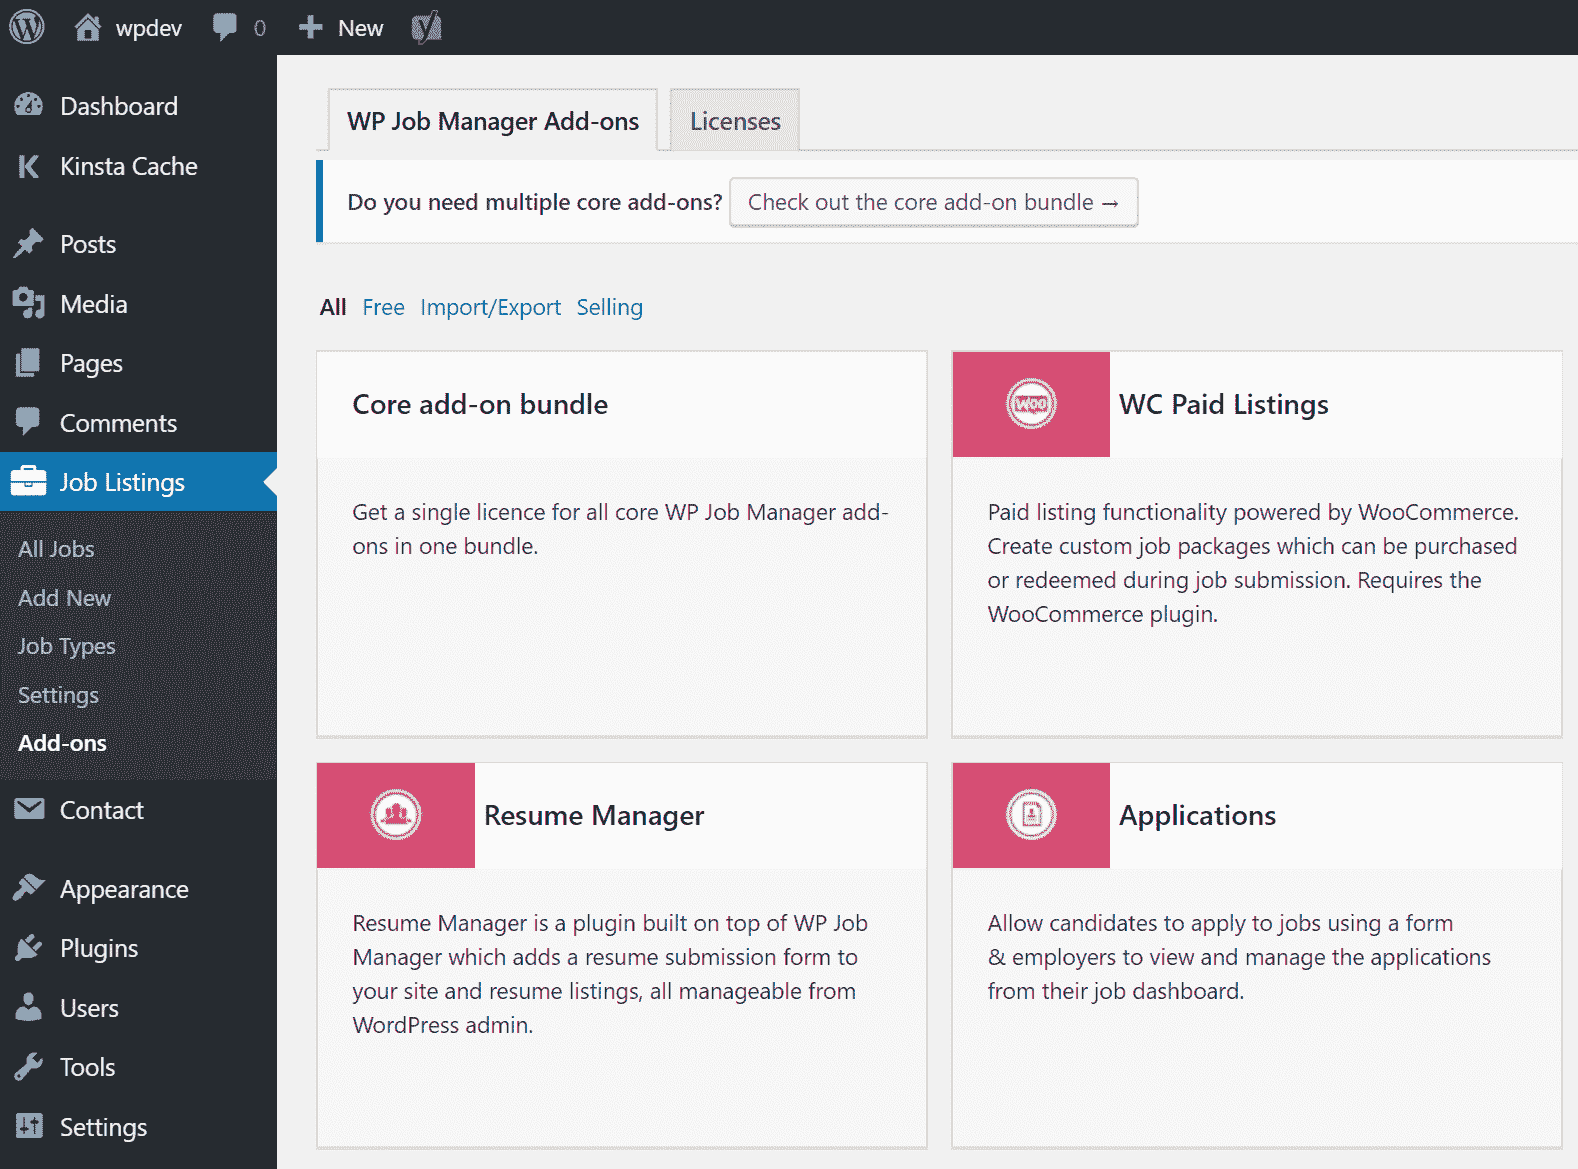 wpdev
0
New
Dashboard
Kinsta Cache
Posts
Media
Pages
Comments
Job Listings
All Jobs
Add New
Job Types
Settings
Add-ons
Contact
Appearance
Plugins
Users
Tools
Settings
WP Job Manager Add-ons
Licenses
Do you need multiple core add-ons?
Check out the core add-on bundle →
All Free Import/Export Selling
Core add-on bundle
Get a single licence for all core WP Job Manager add-
ons in one bundle.
WOO
WC Paid Listings
Paid listing functionality powered by WooCommerce.
Create custom job packages which can be purchased
or redeemed during job submission. Requires the
WooCommerce plugin.
Resume Manager
Resume Manager is a plugin built on top of WP Job
Manager which adds a resume submission form to
your site and resume listings, all manageable from
WordPress admin.
Applications
Allow candidates to apply to jobs using a form
& employers to view and manage the applications
from their job dashboard.